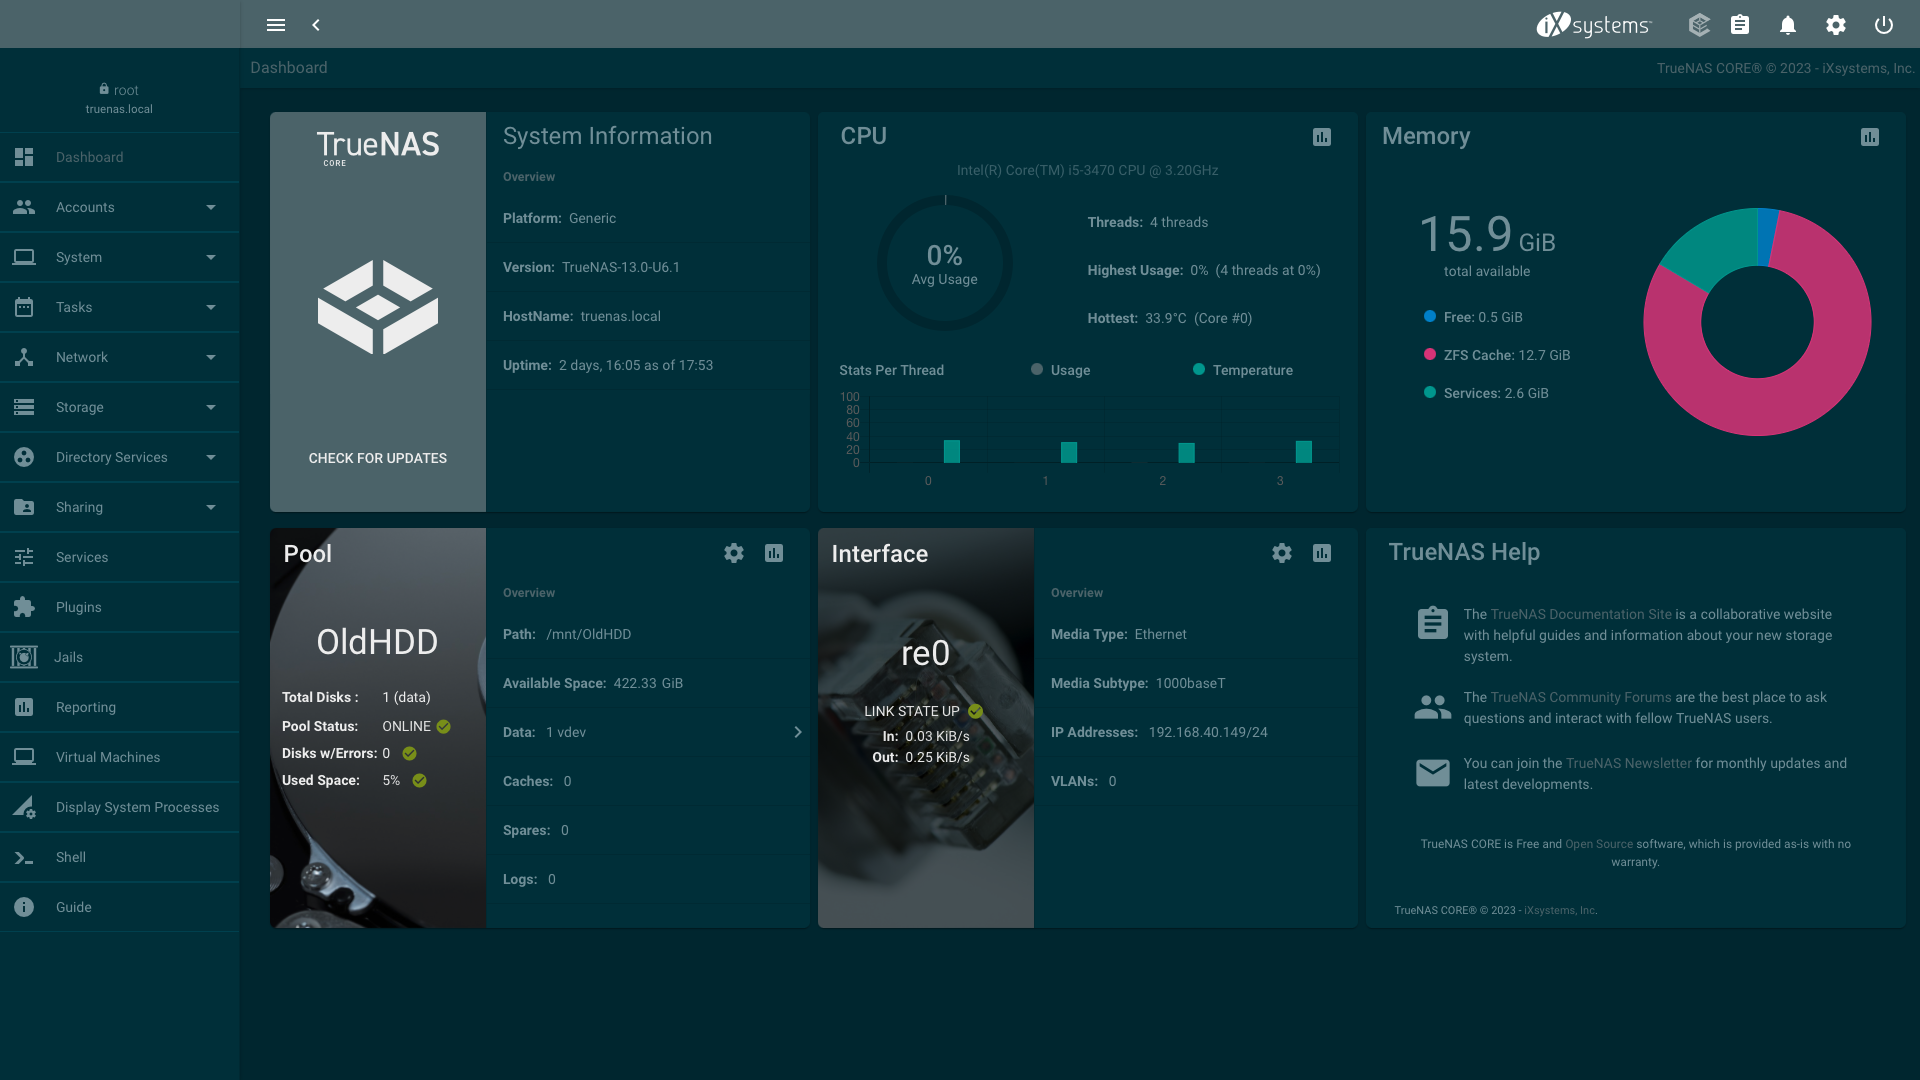 iXsystems
Dashboard
TrueNAS CORE® © 2023 - iXsystems, Inc.
root
truenas.local
Dashboard
Accounts
System
Tasks
Network
Storage
Directory Services
Sharing
Services
Plugins
Jails
Reporting
Virtual Machines
Display System Processes
Shell
Guide
TrueNAS
CORE
CHECK FOR UPDATES
System Information
Overview
Platform: Generic
Version: TrueNAS-13.0-U6.1
HostName: truenas.local
Uptime: 2 days, 16:05 as of 17:53
CPU
Intel(R) Core(TM) i5-3470 CPU @ 3.20GHz
0%
Avg Usage
Threads: 4 threads
Highest Usage: 0% (4 threads at 0%)
Hottest: 33.9°C (Core #0)
Stats Per Thread Usage Temperature
100
80
60
40
20
0
0 1 2 3
Memory
15.9 GiB
total available
Free: 0.5 GiB
ZFS Cache: 12.7 GiB
Services: 2.6 GiB
Pool
OldHDD
Total Disks : 1 (data)
Pool Status: ONLINE
Disks w/Errors: 0
Used Space: 5%
Overview
Path: /mnt/OldHDD
Available Space: 422.33 GiB
Data: 1 vdev
Caches: 0
Spares: 0
Logs: 0
Interface
re0
LINK STATE UP
In: 0.03 KiB/s
Out: 0.25 KiB/s
Overview
Media Type: Ethernet
Media Subtype: 1000baseT
IP Addresses: 192.168.40.149/24
VLANs: 0
TrueNAS Help
The TrueNAS Documentation Site is a collaborative website
with helpful guides and information about your new storage
system.
The TrueNAS Community Forums are the best place to ask
questions and interact with fellow TrueNAS users.
You can join the TrueNAS Newsletter for monthly updates and
latest developments.
TrueNAS CORE is Free and Open Source software, which is provided as-is with no
warranty.
TrueNAS CORE® © 2023 - iXsystems, Inc.